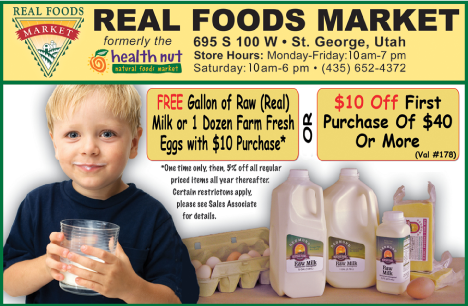 REAL FOODS
MARKET
REAL FOODS MARKET
formerly the
health nut
natural foods market
695 S 100 W • St. George, Utah
Store Hours: Monday-Friday:10am-7 pm
Saturday: 10am-6 pm • (435) 652-4372
FREE Gallon of Raw (Real)
Milk or 1 Dozen Farm Fresh
Eggs with $10 Purchase*
OR
$10 Off First
Purchase Of $40
Or More
(Val #178)
*One time only, then, 5% off all regular
priced items all year thereafter.
Certain restrictons apply,
please see Sales Associate
for details.
Raw Milk
Raw Milk
Raw Milk